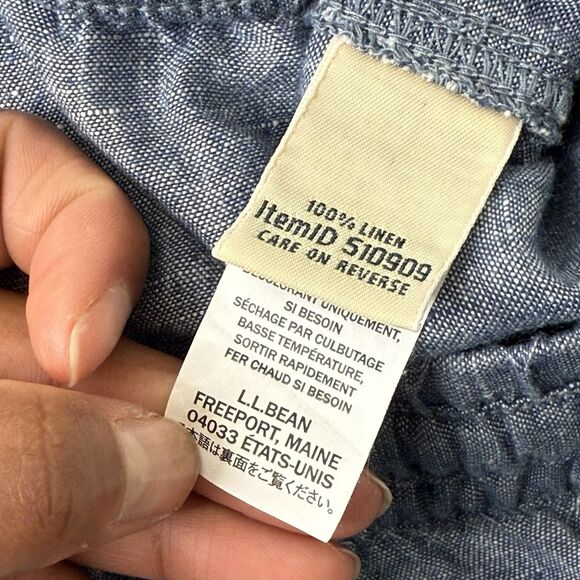 100% LINEN
ItemID 510909
CARE ON REVERSE
DÉCOLORANT UNIQUEMENT,
SI BESOIN
SÉCHAGE PAR CULBUTAGE
BASSE TEMPÉRATURE,
SORTIR RAPIDEMENT
FER CHAUD SI BESOIN
L.L.BEAN
FREEPORT, MAINE
04033 ÉTATS-UNIS
本語は裏面をご覧ください。